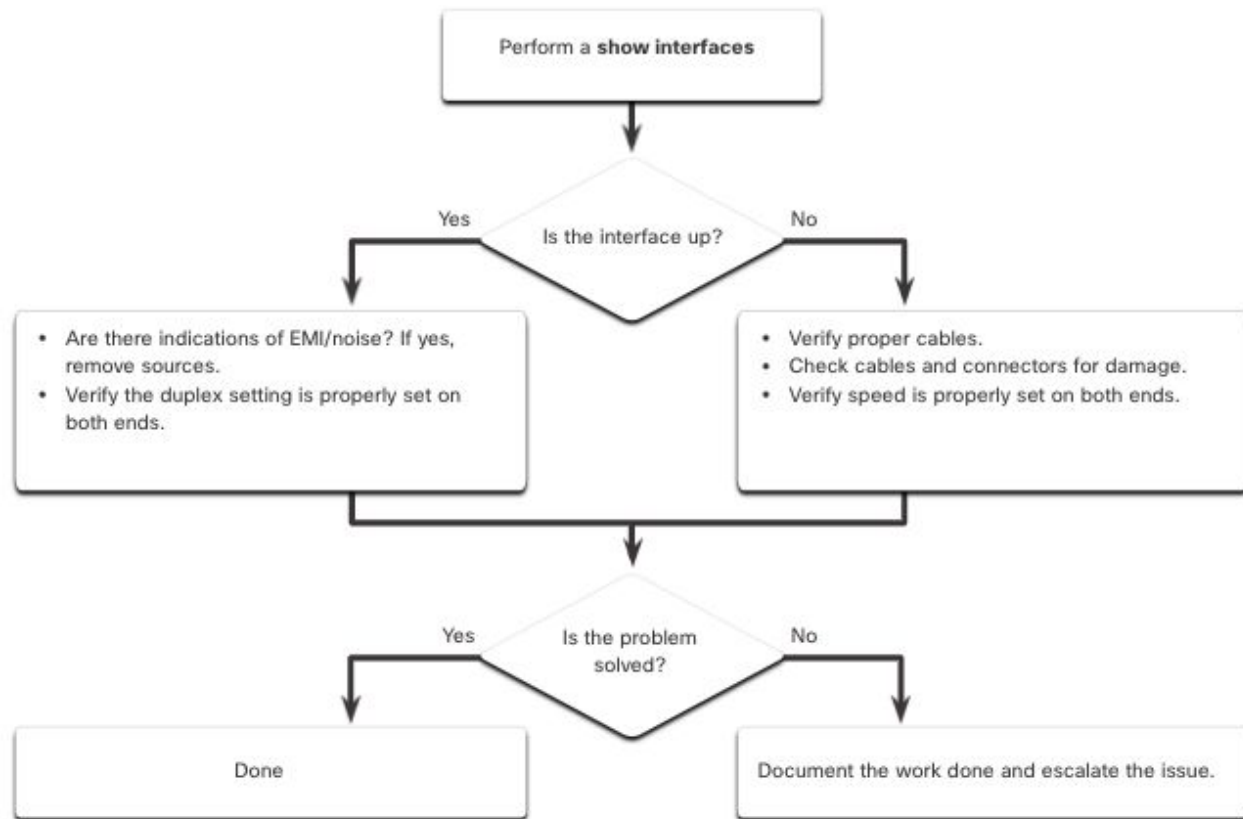 Perform a show interfaces
Yes
Is the interface up?
No
• Are there indications of EMI/noise? If yes,
remove sources.
• Verify the duplex setting is properly set on
both ends.
• Verify proper cables.
• Check cables and connectors for damage.
• Verify speed is properly set on both ends.
Yes
Is the problem
solved?
No
Done
Document the work done and escalate the issue.